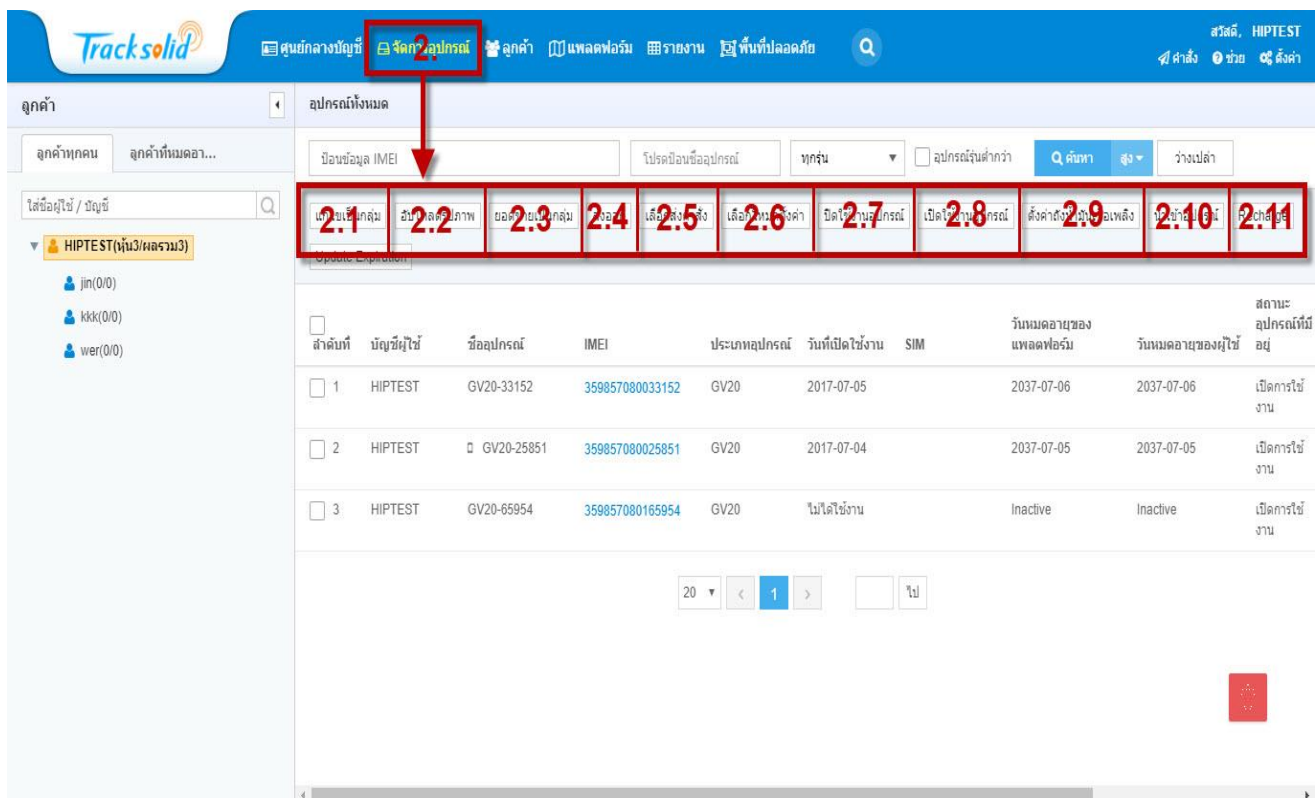 Tracksolid
ศูนย์กลางบัญชี จัดการอุปกรณ์ ลูกค้า แพลตฟอร์ม รายงาน พื้นที่ปลอดภัย
2.
สวัสดี, HIPTEST
คำสั่ง ช่วย ตั้งค่า
ลูกค้า
อุปกรณ์ทั้งหมด
ลูกค้าทุกคน ลูกค้าที่หมดอา...
ป้อนข้อมูล IMEI โปรดป้อนชื่ออุปกรณ์ ทุกรุ่น อุปกรณ์รุ่นต่ำกว่า ค้นหา สูง ว่างเปล่า
ใส่ชื่อผู้ใช้ / บัญชี
2.1 2.2 2.3 2.4 2.5 2.6 2.7 2.8 2.9 2.10 2.11
Recharge
Update Expiration
HIPTEST(หุ้น3/ผลรวม3)
jin(0/0)
kkk(0/0)
wer(0/0)
ลำดับที่ บัญชีผู้ใช้ ชื่ออุปกรณ์ IMEI ประเภทอุปกรณ์ วันที่เปิดใช้งาน SIM วันหมดอายุของแพลตฟอร์ม วันหมดอายุของผู้ใช้ สถานะอุปกรณ์ที่มีอยู่
1 HIPTEST GV20-33152 359857080033152 GV20 2017-07-05 2037-07-06 2037-07-06 เปิดการใช้งาน
2 HIPTEST GV20-25851 359857080025851 GV20 2017-07-04 2037-07-05 2037-07-05 เปิดการใช้งาน
3 HIPTEST GV20-65954 359857080165954 GV20 ไม่ได้ใช้งาน Inactive Inactive เปิดการใช้งาน
20 1 ไป